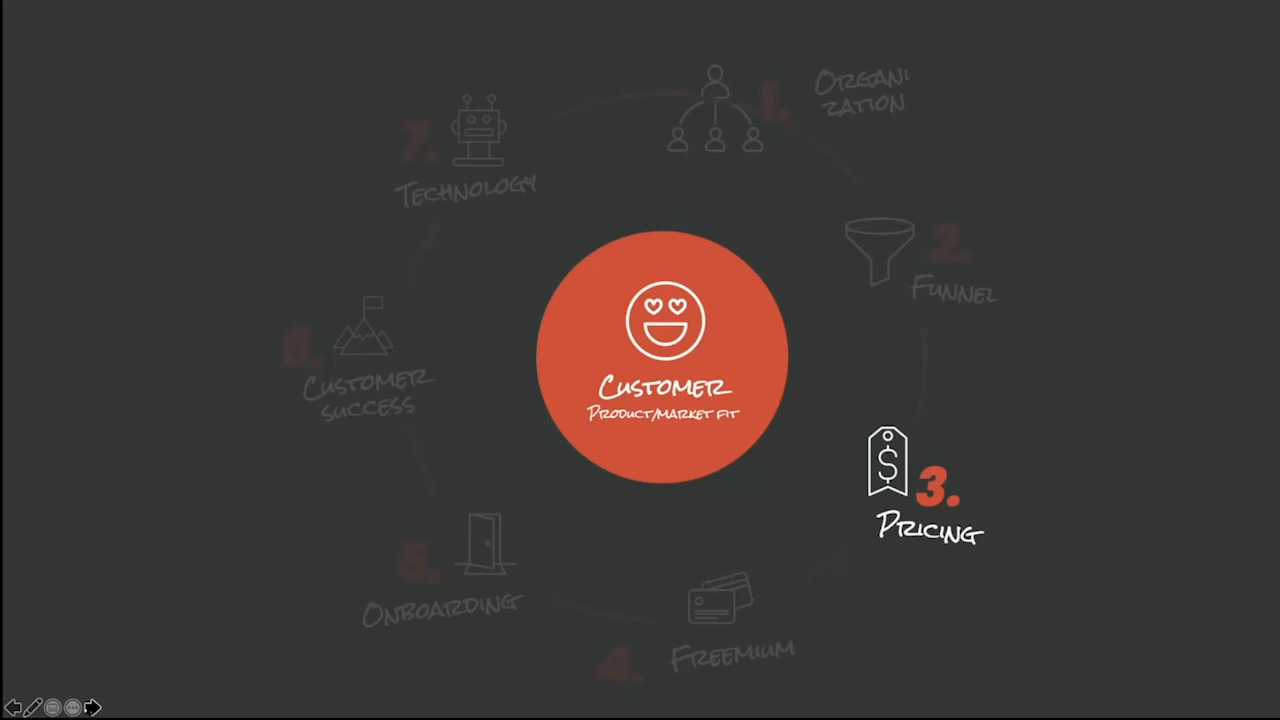 1.
ORGANI
ZATION
2.
FUNNEL
3.
PRICING
4.
FREEMIUM
5.
ONBOARDING
6.
CUSTOMER
SUCCESS
7.
TECHNOLOGY
CUSTOMER
PRODUCT/MARKET FIT
$